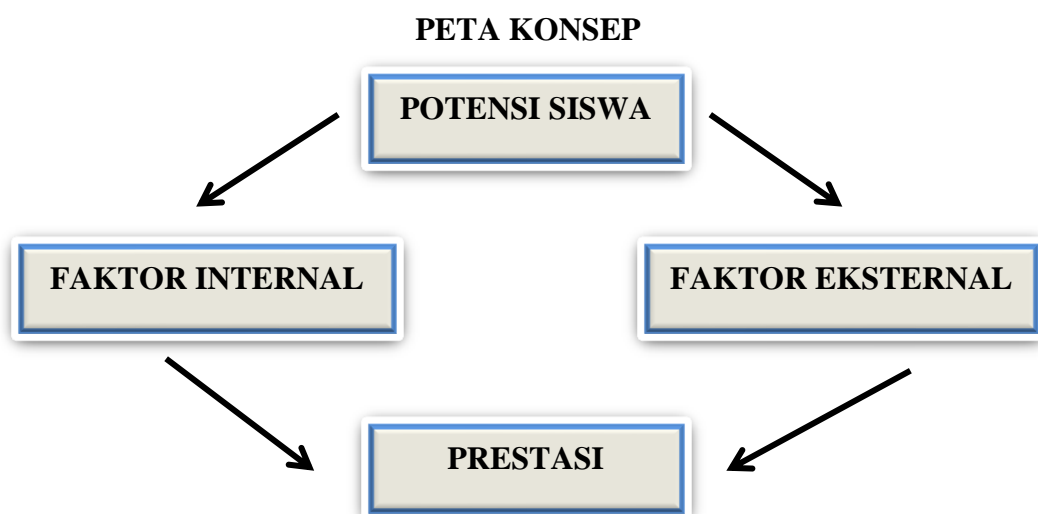 PETA KONSEP
POTENSI SISWA
FAKTOR INTERNAL
FAKTOR EKSTERNAL
PRESTASI